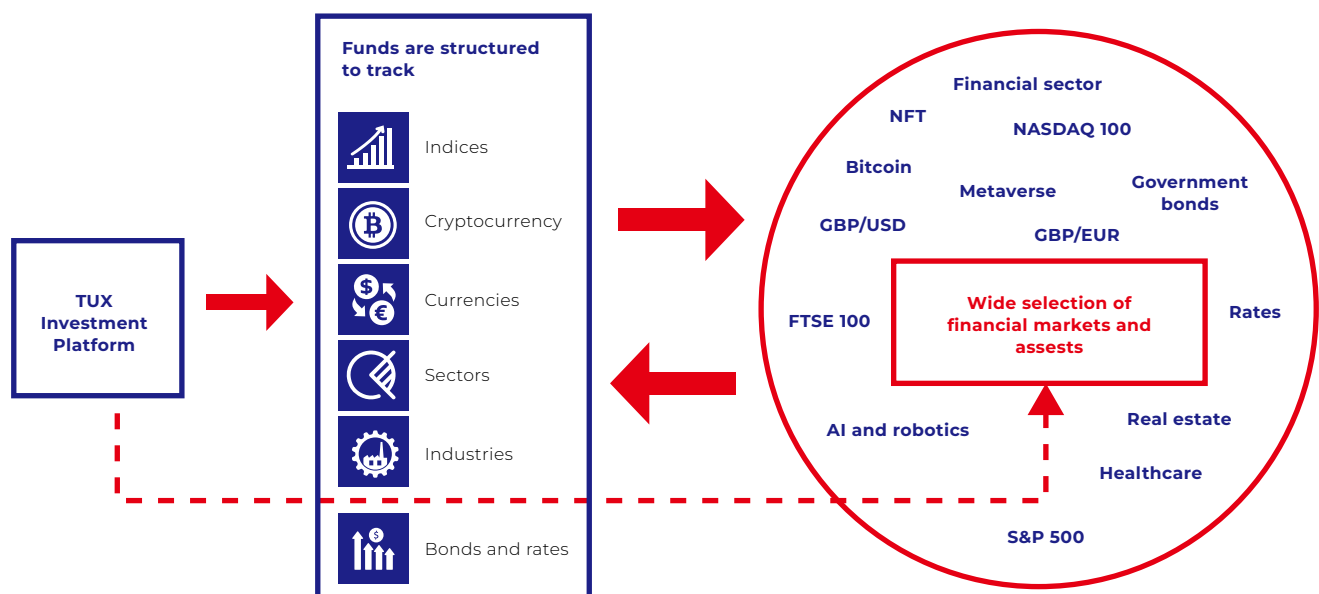 TUX
Investment
Platform
Funds are structured
to track
Indices
Cryptocurrency
Currencies
Sectors
Industries
Bonds and rates
Financial sector
NFT
NASDAQ 100
Bitcoin
Metaverse
Government
bonds
GBP/USD
GBP/EUR
FTSE 100
Wide selection of
financial markets and
assests
Rates
AI and robotics
Real estate
Healthcare
S&P 500